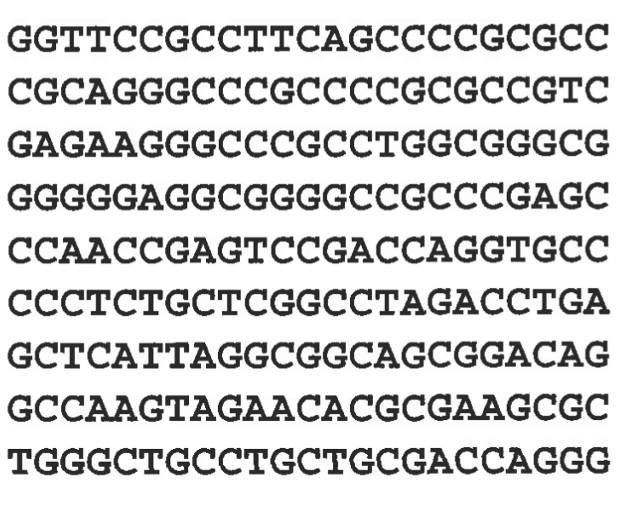 GGTTCCGCCTTCAGCCCCGCGCC
CGCAGGGCCCGCCCCGCGCCGTC
GAGAAGGGCCCGCCTGGCGGGCG
GGGGGAGGCGGGGCCGCCCGAGC
CCAACCGAGTCCGACCAGGTGCC
CCCTCTGCTCGGCCTAGACCTGA
GCTCATTAGGCGGCAGCGGACAG
GCCAAGTAGAACACGCGAAGCGC
TGGGCTGCCTGCTGCGACCAGGG